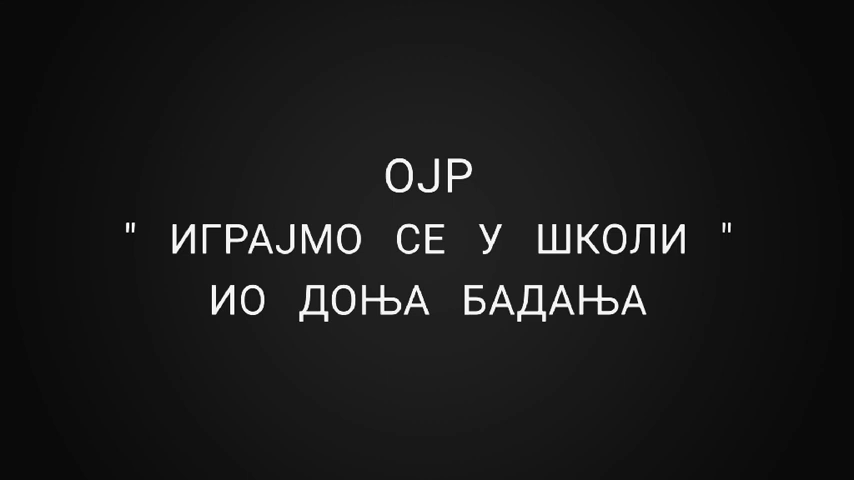 ОЈР
" ИГРАЈМО СЕ У ШКОЛИ "
ИО ДОЊА БАДАЊА